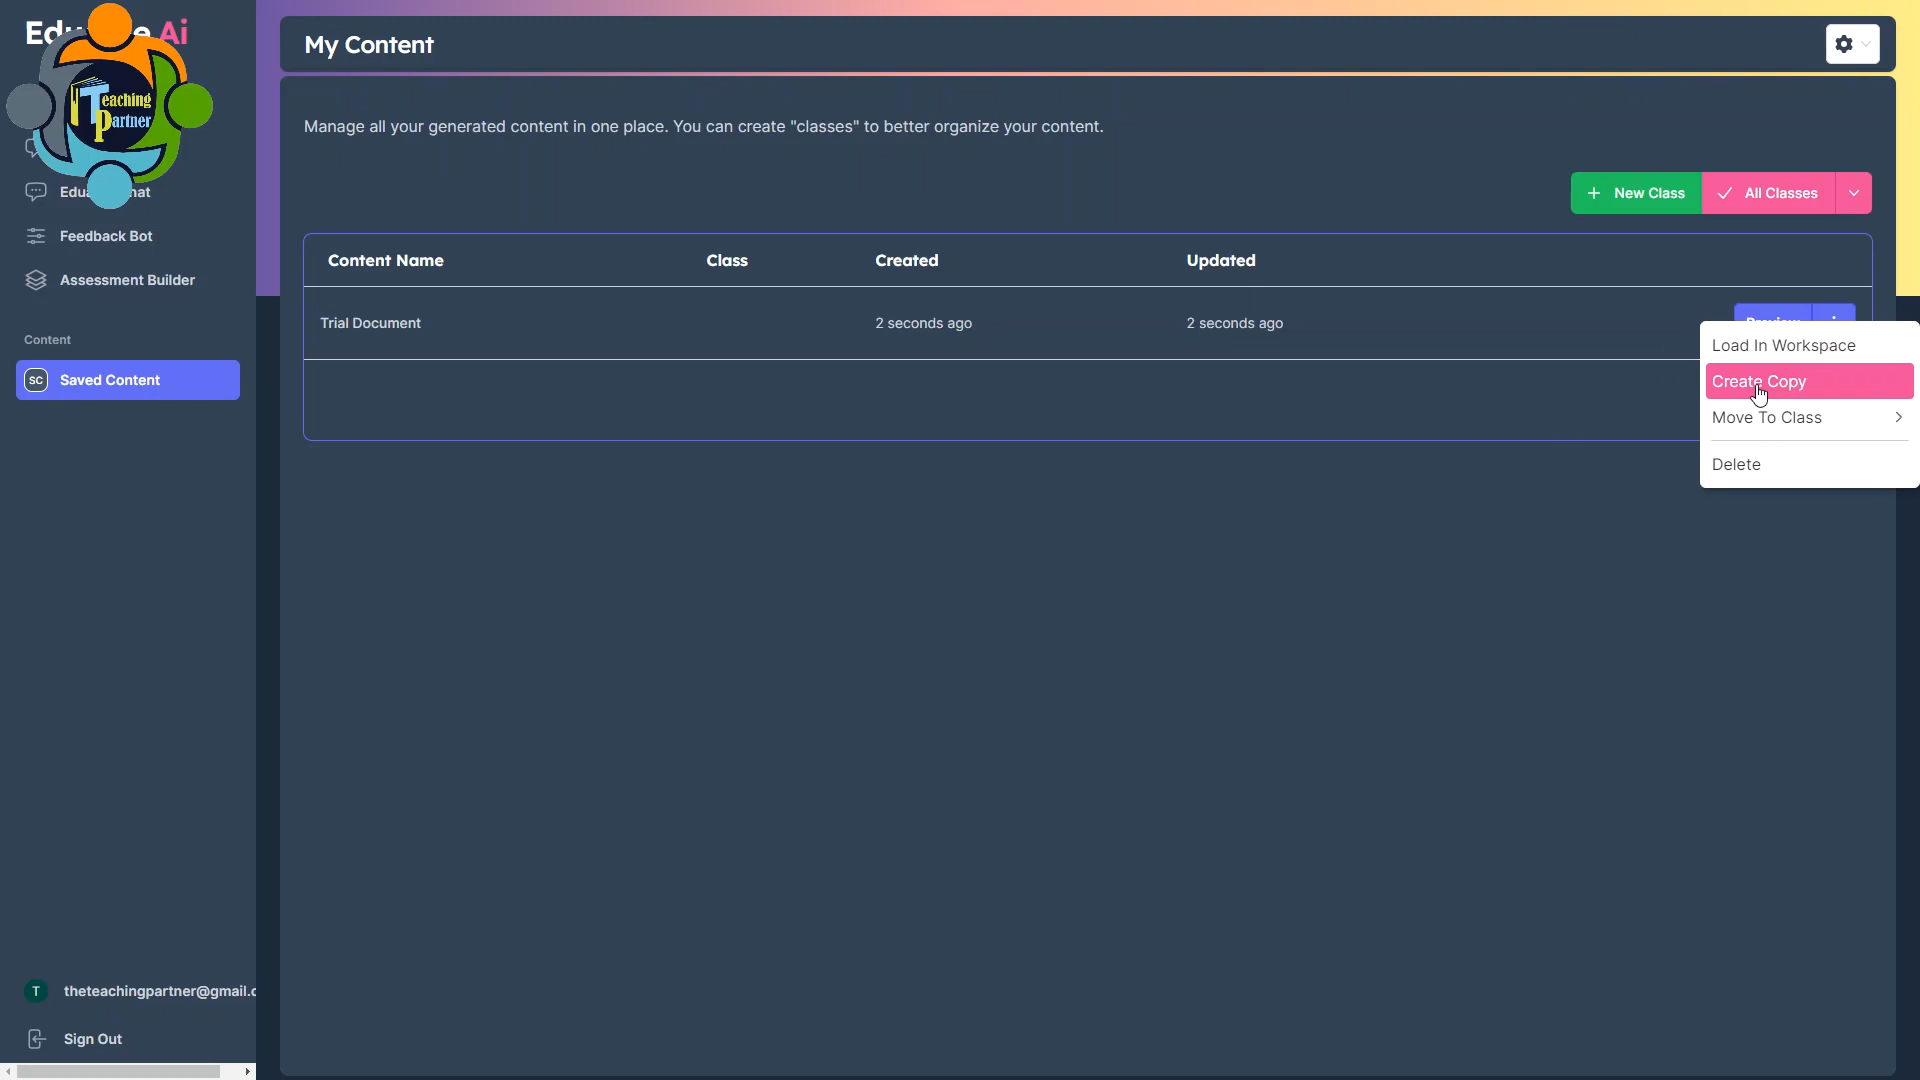 Ai
Teaching
Partner
Feedback Bot
Assessment Builder
Content
SC Saved Content
T theteachingpartner@gmail.c
Sign Out
My Content
Manage all your generated content in one place. You can create "classes" to better organize your content.
+ New Class
All Classes
Content Name Class Created Updated
Trial Document 2 seconds ago 2 seconds ago
Load In Workspace
Create Copy
Move To Class
Delete